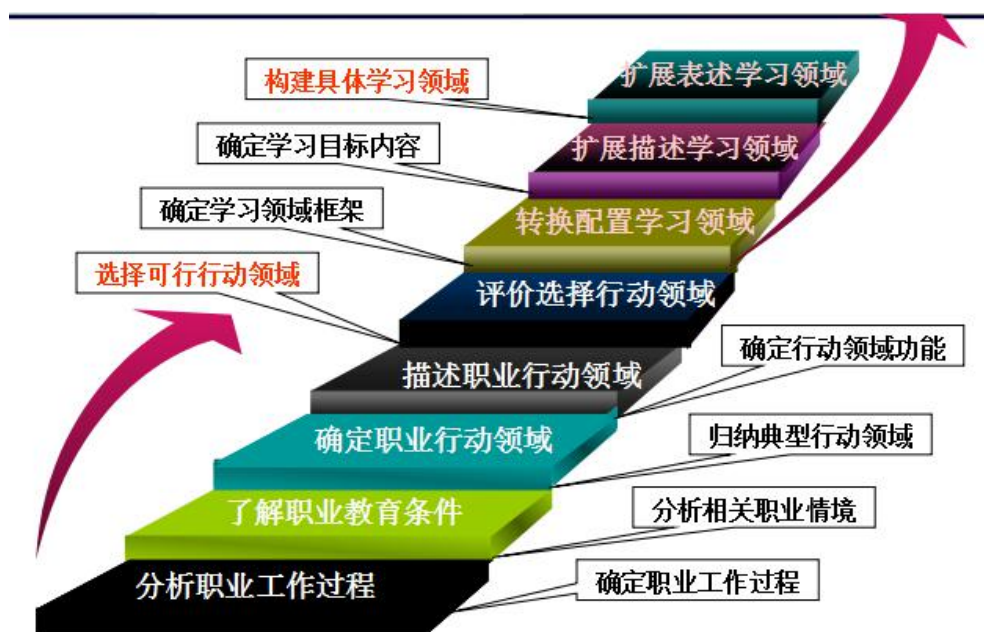 扩展表述学习领域
构建具体学习领域
扩展描述学习领域
确定学习目标内容
转换配置学习领域
确定学习领域框架
选择可行行动领域
评价选择行动领域
确定行动领域功能
描述职业行动领域
确定职业行动领域
归纳典型行动领域
了解职业教育条件
分析相关职业情境
分析职业工作过程
确定职业工作过程